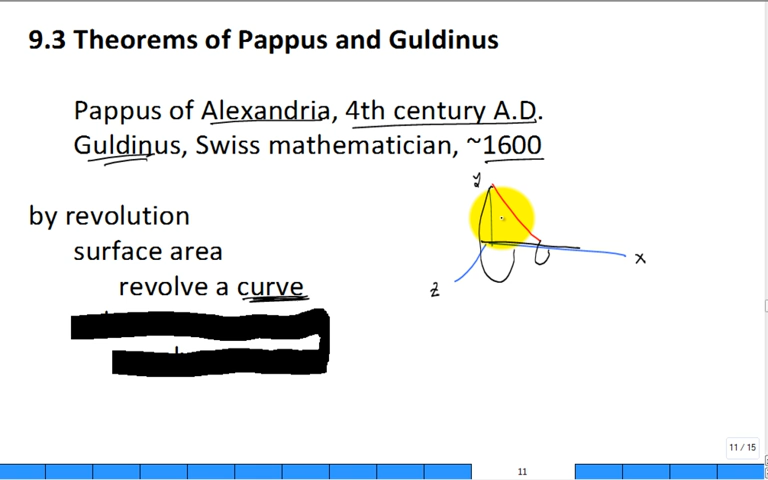 9.3 Theorems of Pappus and Guldinus
Pappus of Alexandria, 4th century A.D.
Guldinus, Swiss mathematician, ~1600
y
by revolution
surface area
x
revolve a curve
z
11 / 15
11